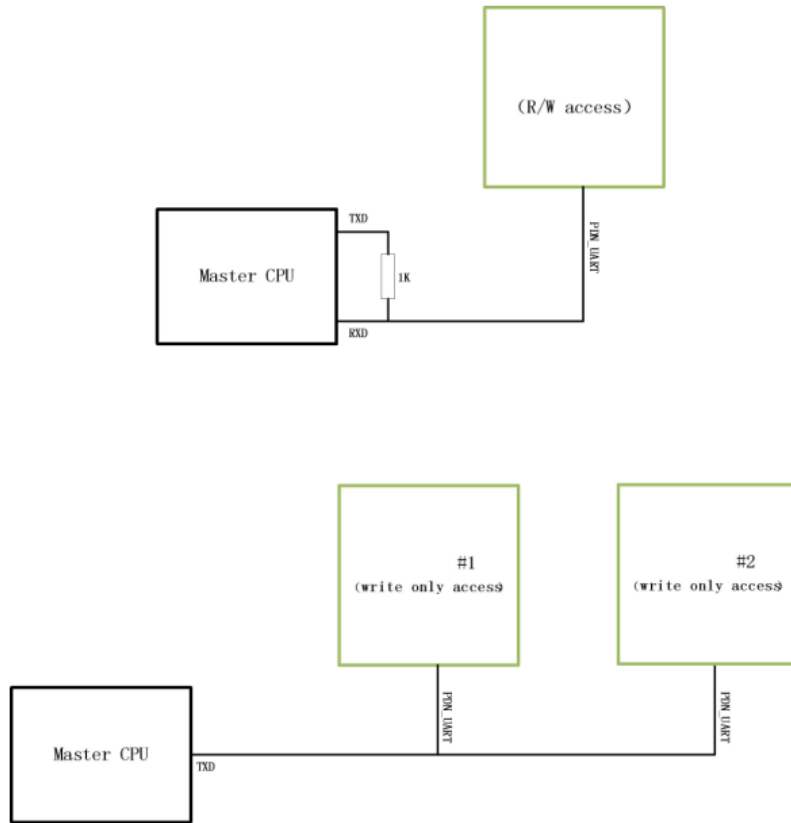 (R/W access)
TXD
Master CPU
1K
RXD
PDN_UART
#1
(write only access)
#2
(write only access)
PDN_UART
PDN_UART
Master CPU
TXD